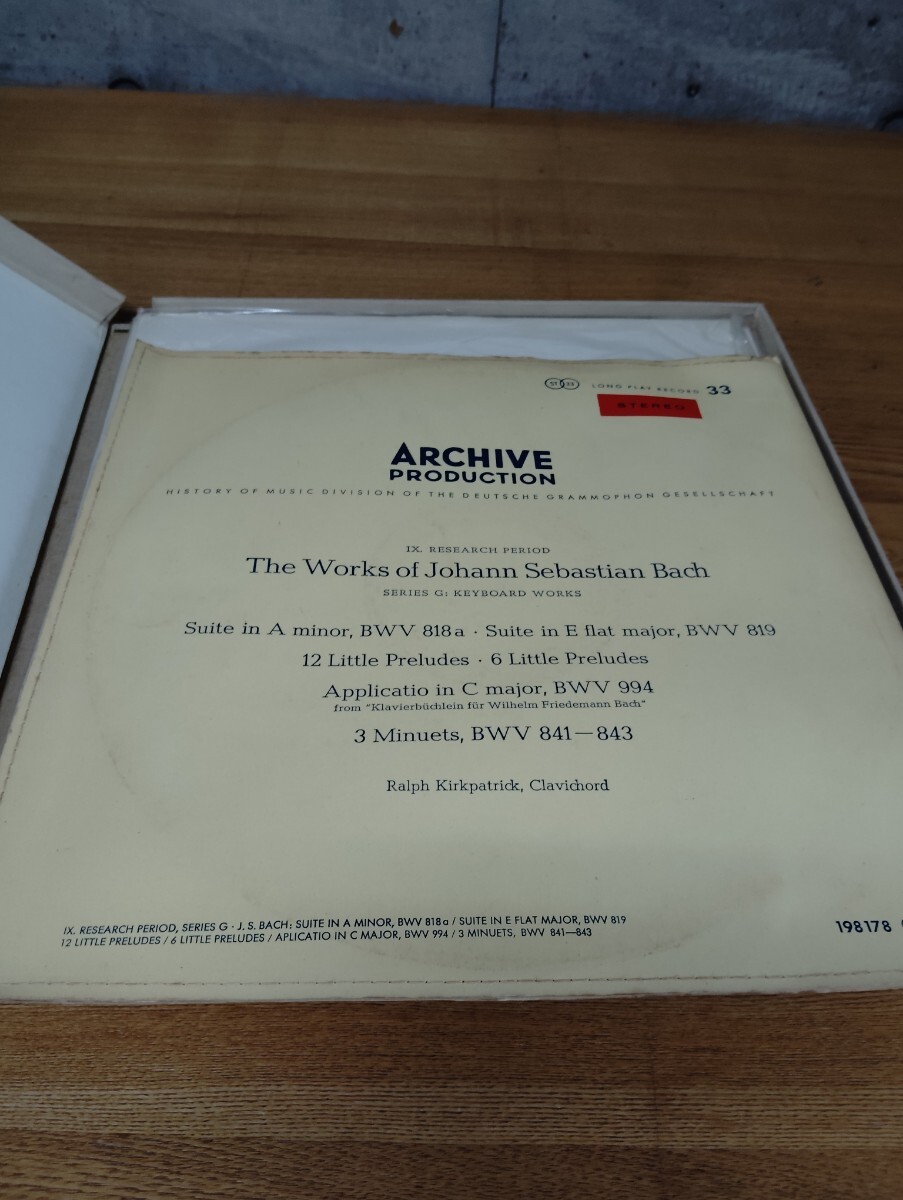 ST 33 LONG PLAY RECORD 33
STEREO
ARCHIVE
PRODUCTION
HISTORY OF MUSIC DIVISION OF THE DEUTSCHE GRAMMOPHON GESELLSCHAFT
IX. RESEARCH PERIOD
The Works of Johann Sebastian Bach
SERIES G: KEYBOARD WORKS
Suite in A minor, BWV 818a · Suite in E flat major, BWV 819
12 Little Preludes · 6 Little Preludes
Applicatio in C major, BWV 994
from "Klavierbüchlein für Wilhelm Friedemann Bach"
3 Minuets, BWV 841—843
Ralph Kirkpatrick, Clavichord
IX. RESEARCH PERIOD, SERIES G · J. S. BACH: SUITE IN A MINOR, BWV 818a / SUITE IN E FLAT MAJOR, BWV 819
12 LITTLE PRELUDES / 6 LITTLE PRELUDES / APLICATIO IN C MAJOR, BWV 994 / 3 MINUETS, BWV 841—843
198178